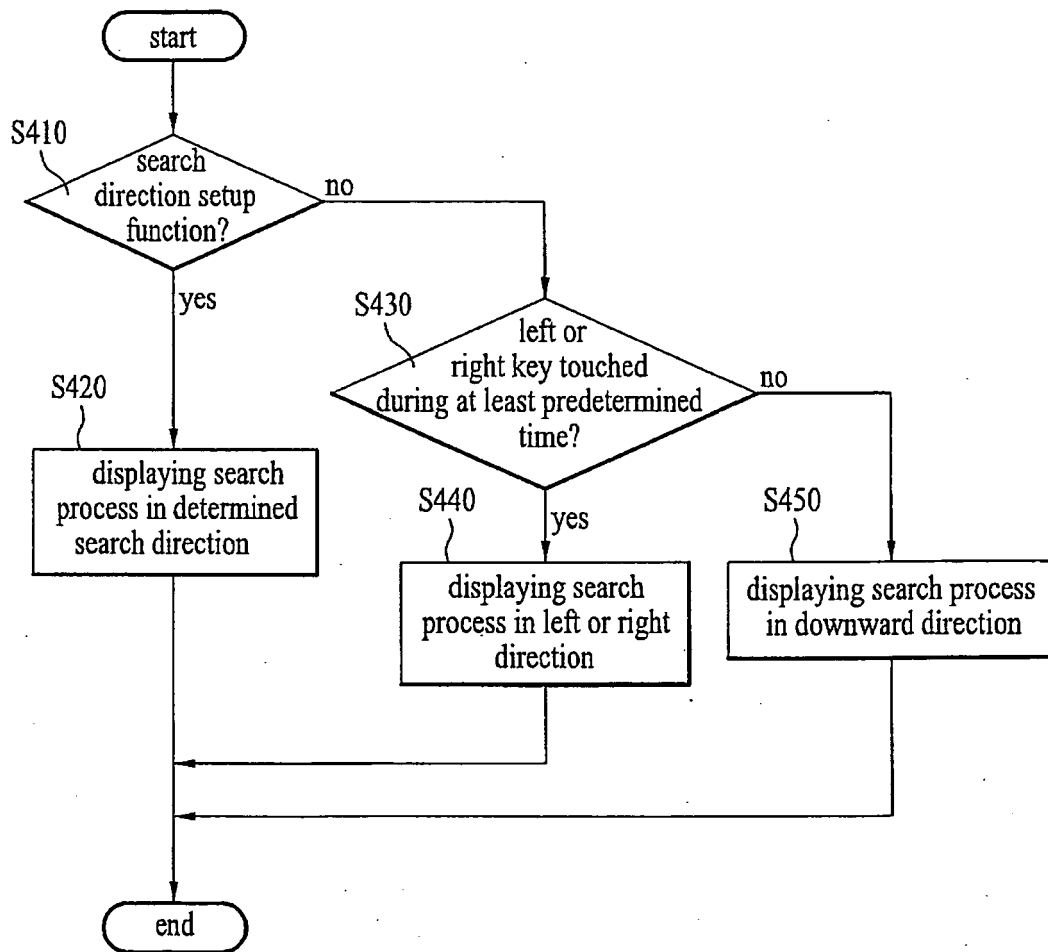 start
S410
search
direction setup
function?
no
yes
S430
left or
right key touched
during at least predetermined
time?
no
S420
displaying search
process in determined
search direction
S440
yes
displaying search
process in left or right
direction
S450
displaying search process
in downward direction
end